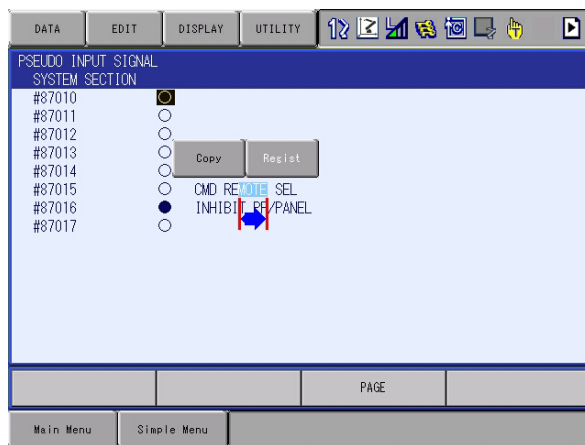 DATA EDIT DISPLAY UTILITY
PSEUDO INPUT SIGNAL
SYSTEM SECTION
#87010
#87011
#87012
#87013
#87014
Copy Regist
#87015 CMD REMOTE SEL
#87016 INHIBIT PP/PANEL
#87017
PAGE
Main Menu Simple Menu